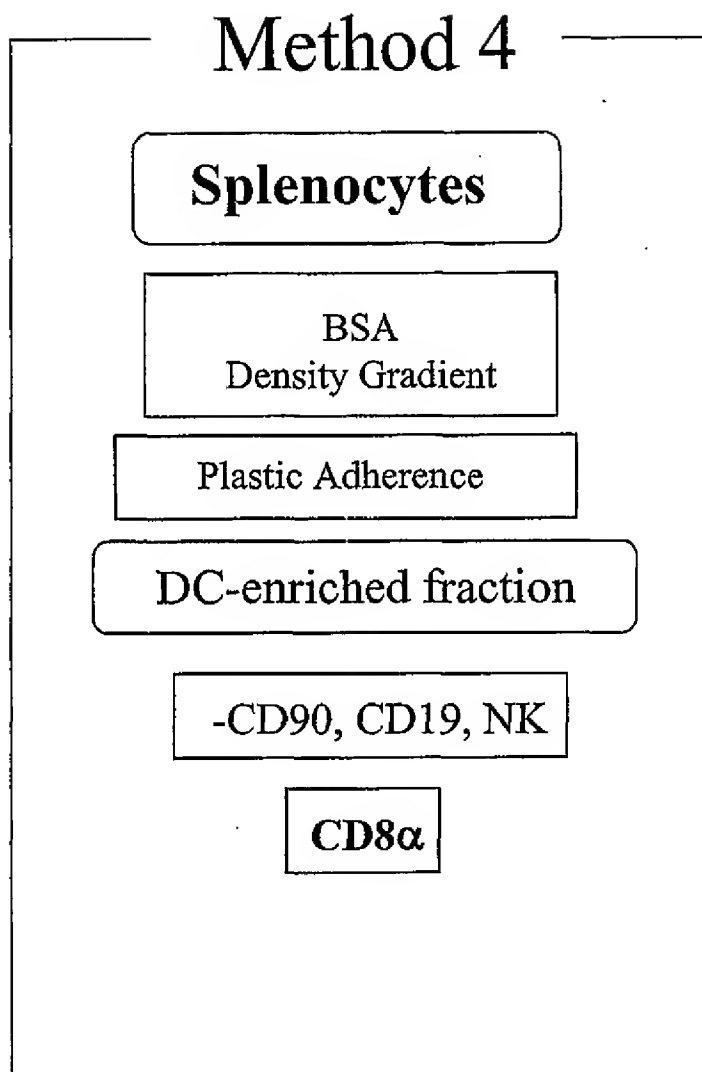 Method 4
Splenocytes
BSA
Density Gradient
Plastic Adherence
DC-enriched fraction
-CD90, CD19, NK
CD8α